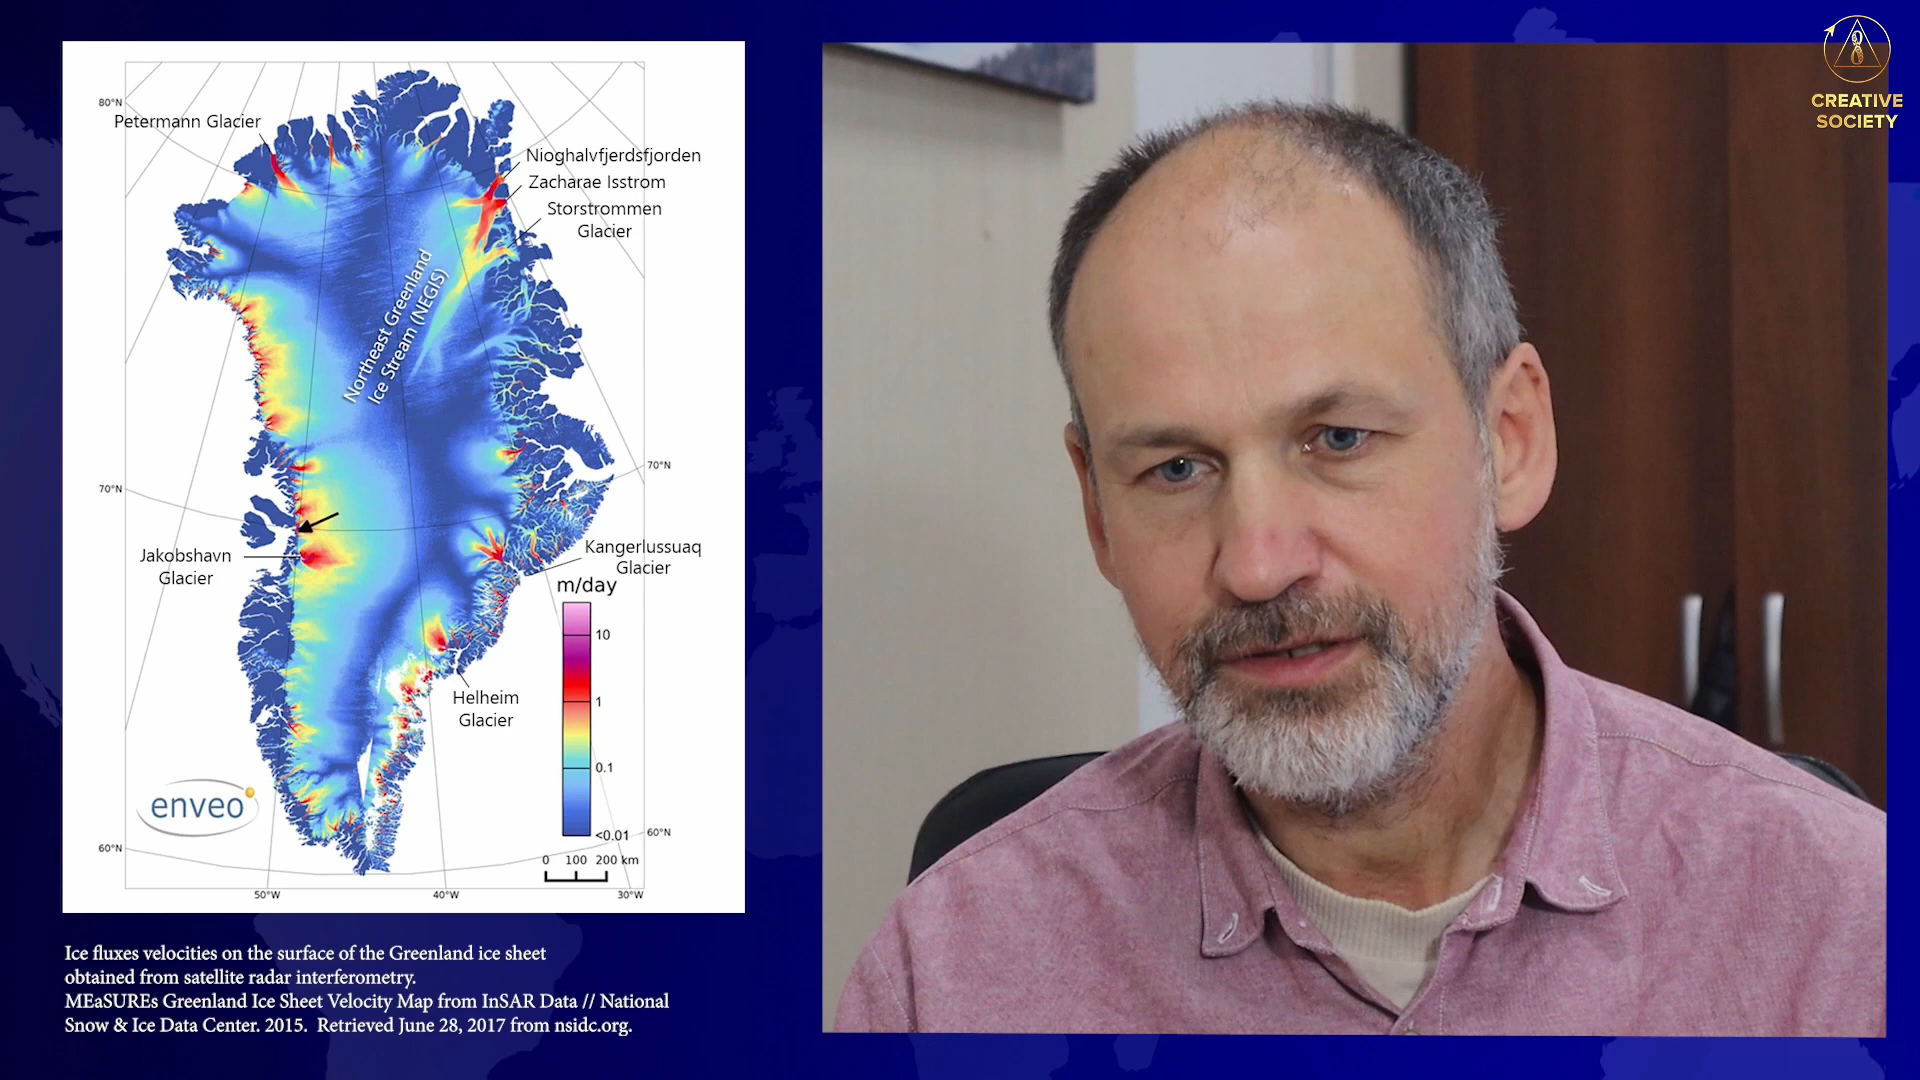 CREATIVE
SOCIETY
80°N
Petermann Glacier
Nioghalvfjerdsfjorden
Zacharae Isstrom
Storstrommen
Glacier
Northeast Greenland
Ice Stream (NEGIS)
70°N
70°N
Jakobshavn
Glacier
Kangerlussuaq
Glacier
m/day
10
1
0.1
<0.01
Helheim
Glacier
enveo
60°N
60°N
0 100 200 km
50°W 40°W 30°W
Ice fluxes velocities on the surface of the Greenland ice sheet
obtained from satellite radar interferometry.
MEaSUREs Greenland Ice Sheet Velocity Map from InSAR Data // National
Snow & Ice Data Center. 2015. Retrieved June 28, 2017 from nsidc.org.